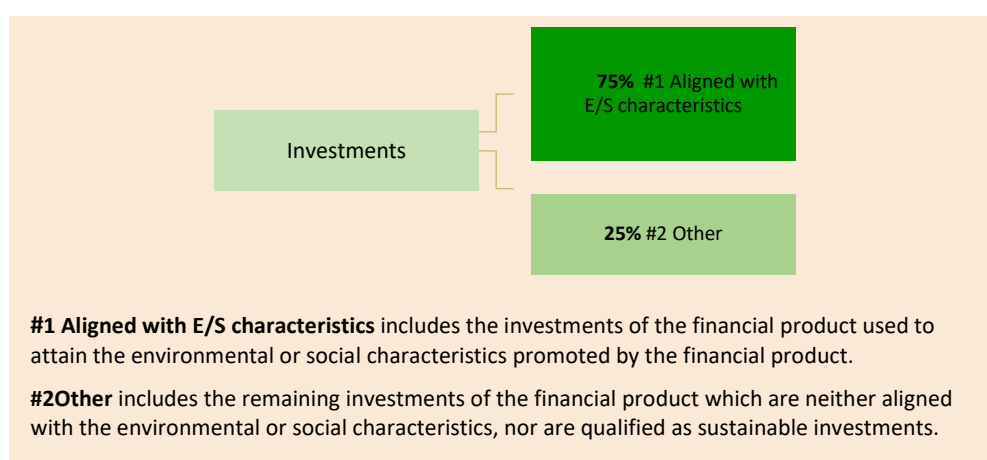 75% #1 Aligned with
E/S characteristics
Investments
25% #2 Other
#1 Aligned with E/S characteristics includes the investments of the financial product used to
attain the environmental or social characteristics promoted by the financial product.
#2Other includes the remaining investments of the financial product which are neither aligned
with the environmental or social characteristics, nor are qualified as sustainable investments.